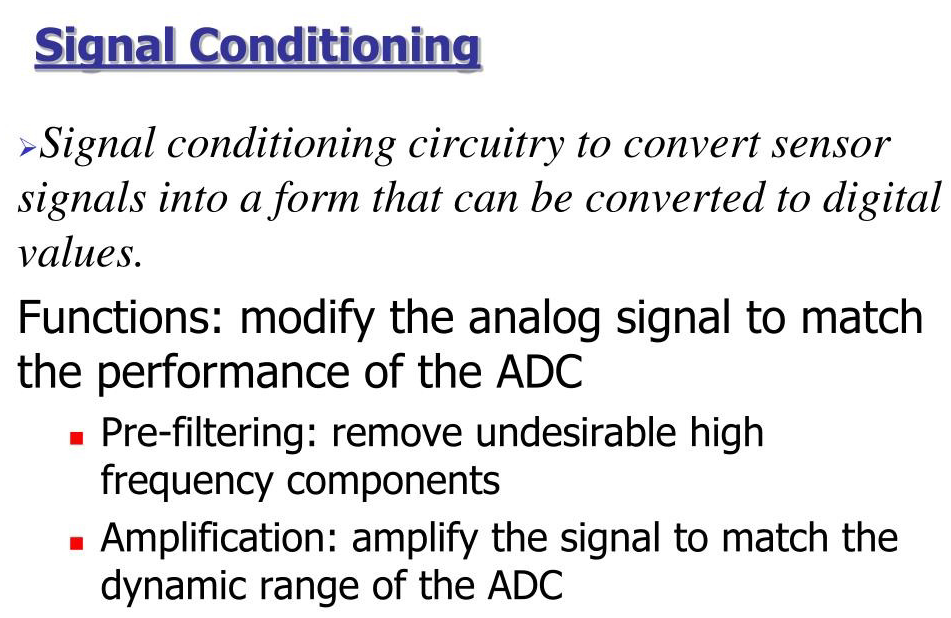 Signal Conditioning
➢Signal conditioning circuitry to convert sensor
signals into a form that can be converted to digital
values.
Functions: modify the analog signal to match
the performance of the ADC
▪ Pre-filtering: remove undesirable high
frequency components
▪ Amplification: amplify the signal to match the
dynamic range of the ADC